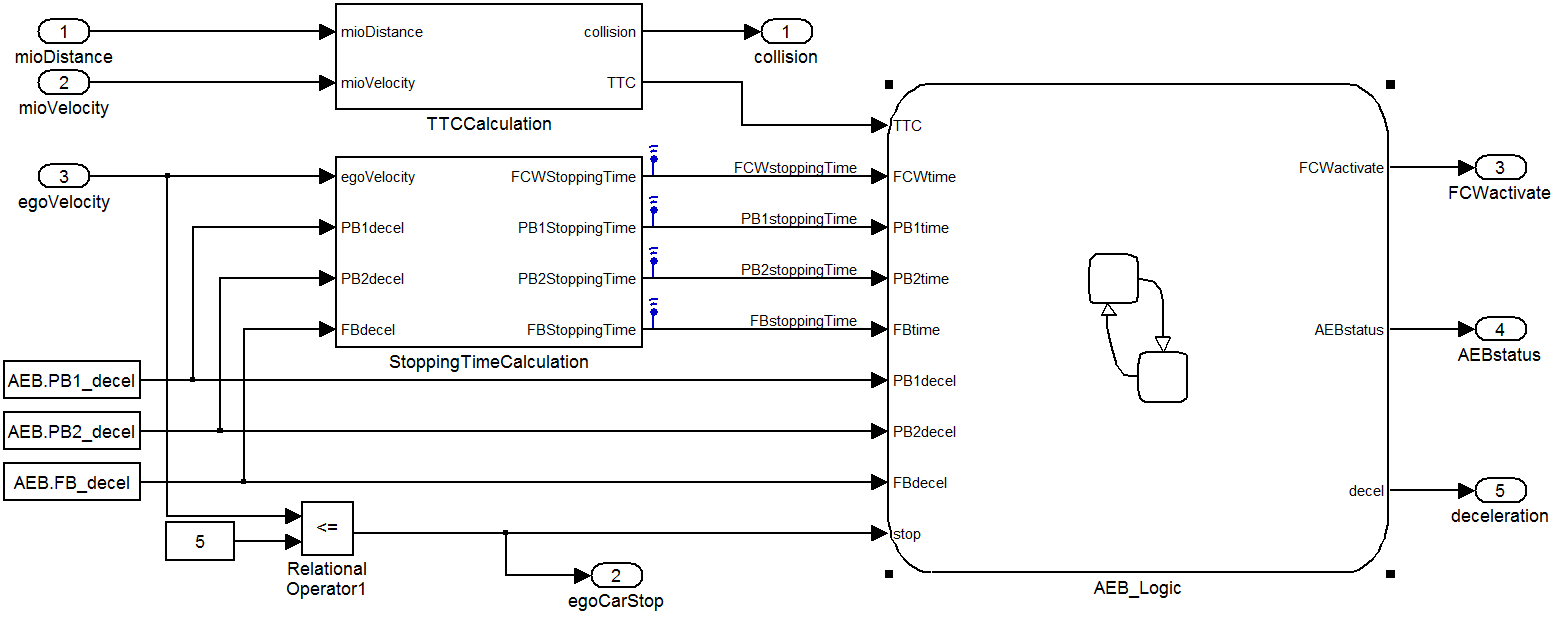 1
mioDistance
2
mioVelocity
mioDistance
mioVelocity
collision
TTC
TTCCalculation
1
collision
3
egoVelocity
egoVelocity
PB1decel
PB2decel
FBdecel
FCWStoppingTime
PB1StoppingTime
PB2StoppingTime
FBStoppingTime
StoppingTimeCalculation
FCWstoppingTime
PB1stoppingTime
PB2stoppingTime
FBstoppingTime
AEB.PB1_decel
AEB.PB2_decel
AEB.FB_decel
5
<=
Relational
Operator1
2
egoCarStop
TTC
FCWtime
PB1time
PB2time
FBtime
PB1decel
PB2decel
FBdecel
stop
FCWactivate
AEBstatus
decel
AEB_Logic
3
FCWactivate
4
AEBstatus
5
deceleration